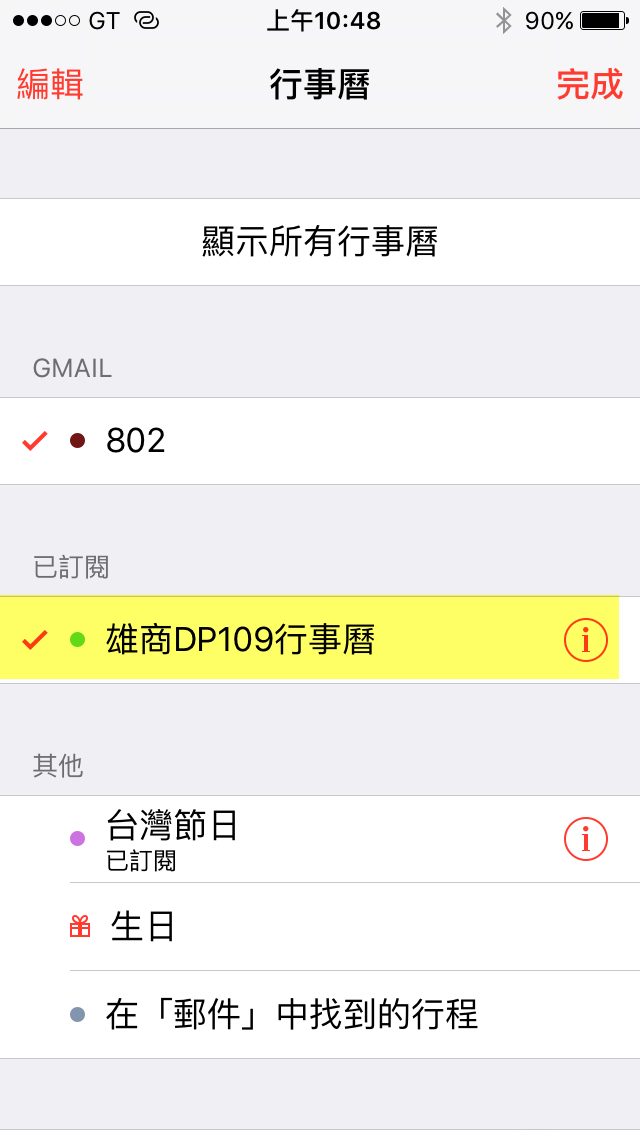 GT 上午10:48 90%
編輯 行事曆 完成
顯示所有行事曆
GMAIL
802
已訂閱
雄商DP109行事曆
其他
台灣節日
已訂閱
生日
在「郵件」中找到的行程